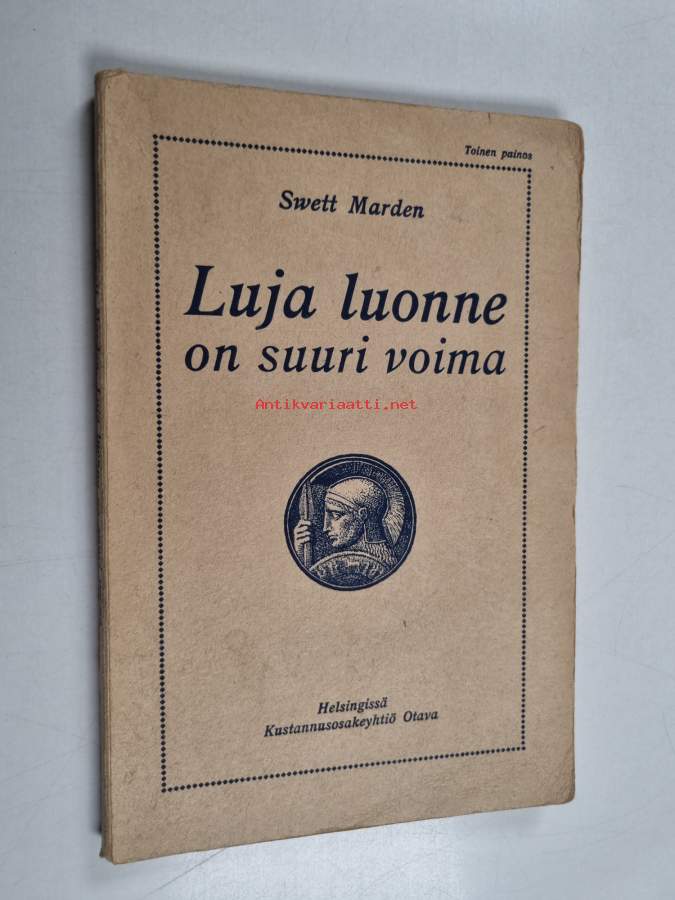 Toinen painos
Swett Marden
Luja luonne
on suuri voima
Antikvariaatti.net
Helsingissä
Kustannusosakeyhtiö Otava